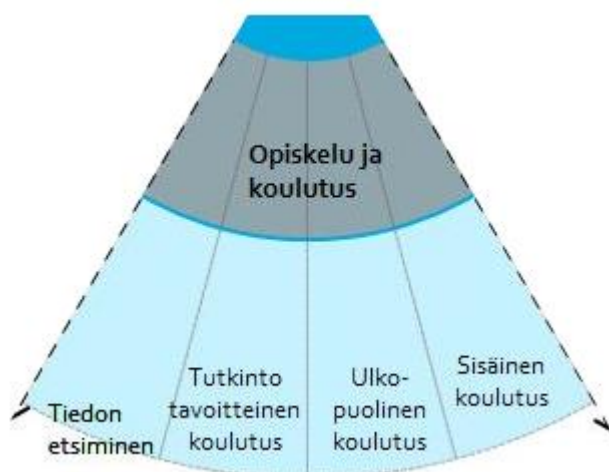 Opiskelu ja
koulutus
Tiedon
etsiminen
Tutkinto
tavoitteinen
koulutus
Ulko-
puolinen
koulutus
Sisäinen
koulutus